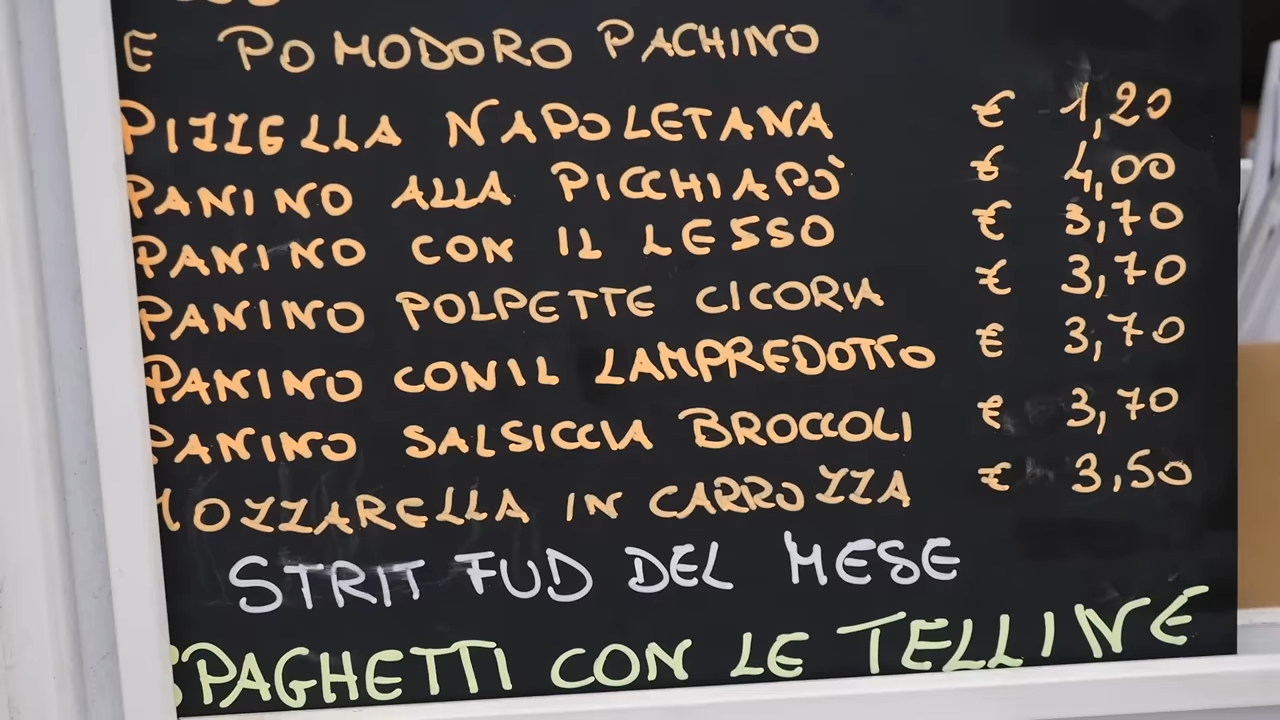 E POMODORO PACHINO
PIZZELLA NAPOLETANA € 1,20
PANINO ALLA PICCHIAPÒ € 4,00
PANINO CON IL LESSO € 3,70
PANINO POLPETTE CICORIA € 3,70
PANINO CON IL LAMPREDOTTO € 3,70
PANINO SALSICCIA BROCCOLI € 3,70
MOZZARELLA IN CARROZZA € 3,50
STRIT FUD DEL MESE
SPAGHETTI CON LE TELLINE